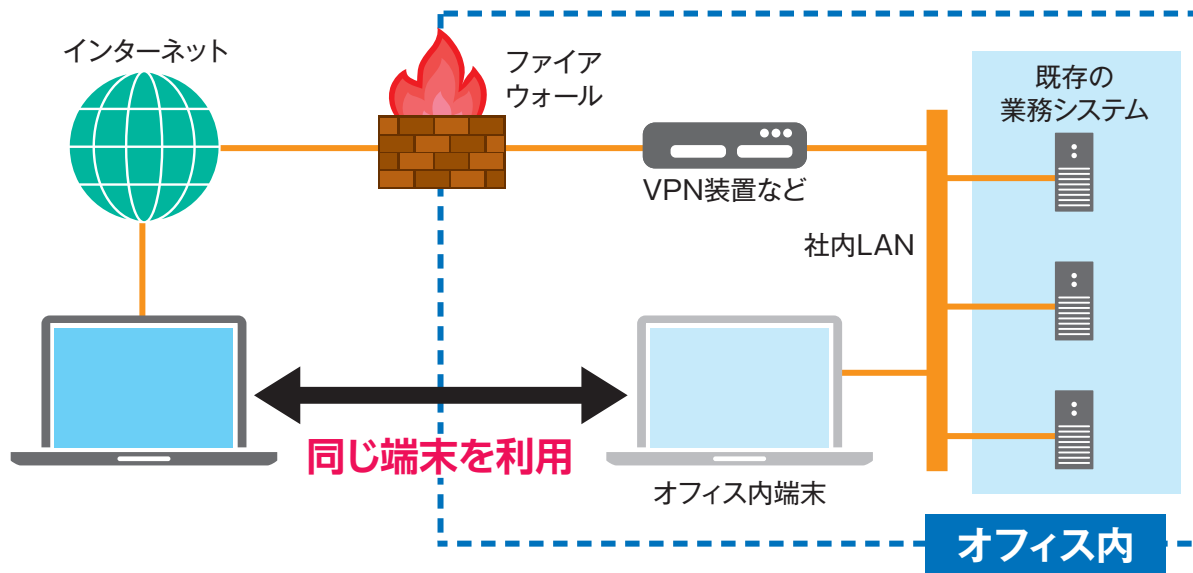 インターネット
ファイア
ウォール
既存の
業務システム
VPN装置など
社内LAN
同じ端末を利用
オフィス内端末
オフィス内